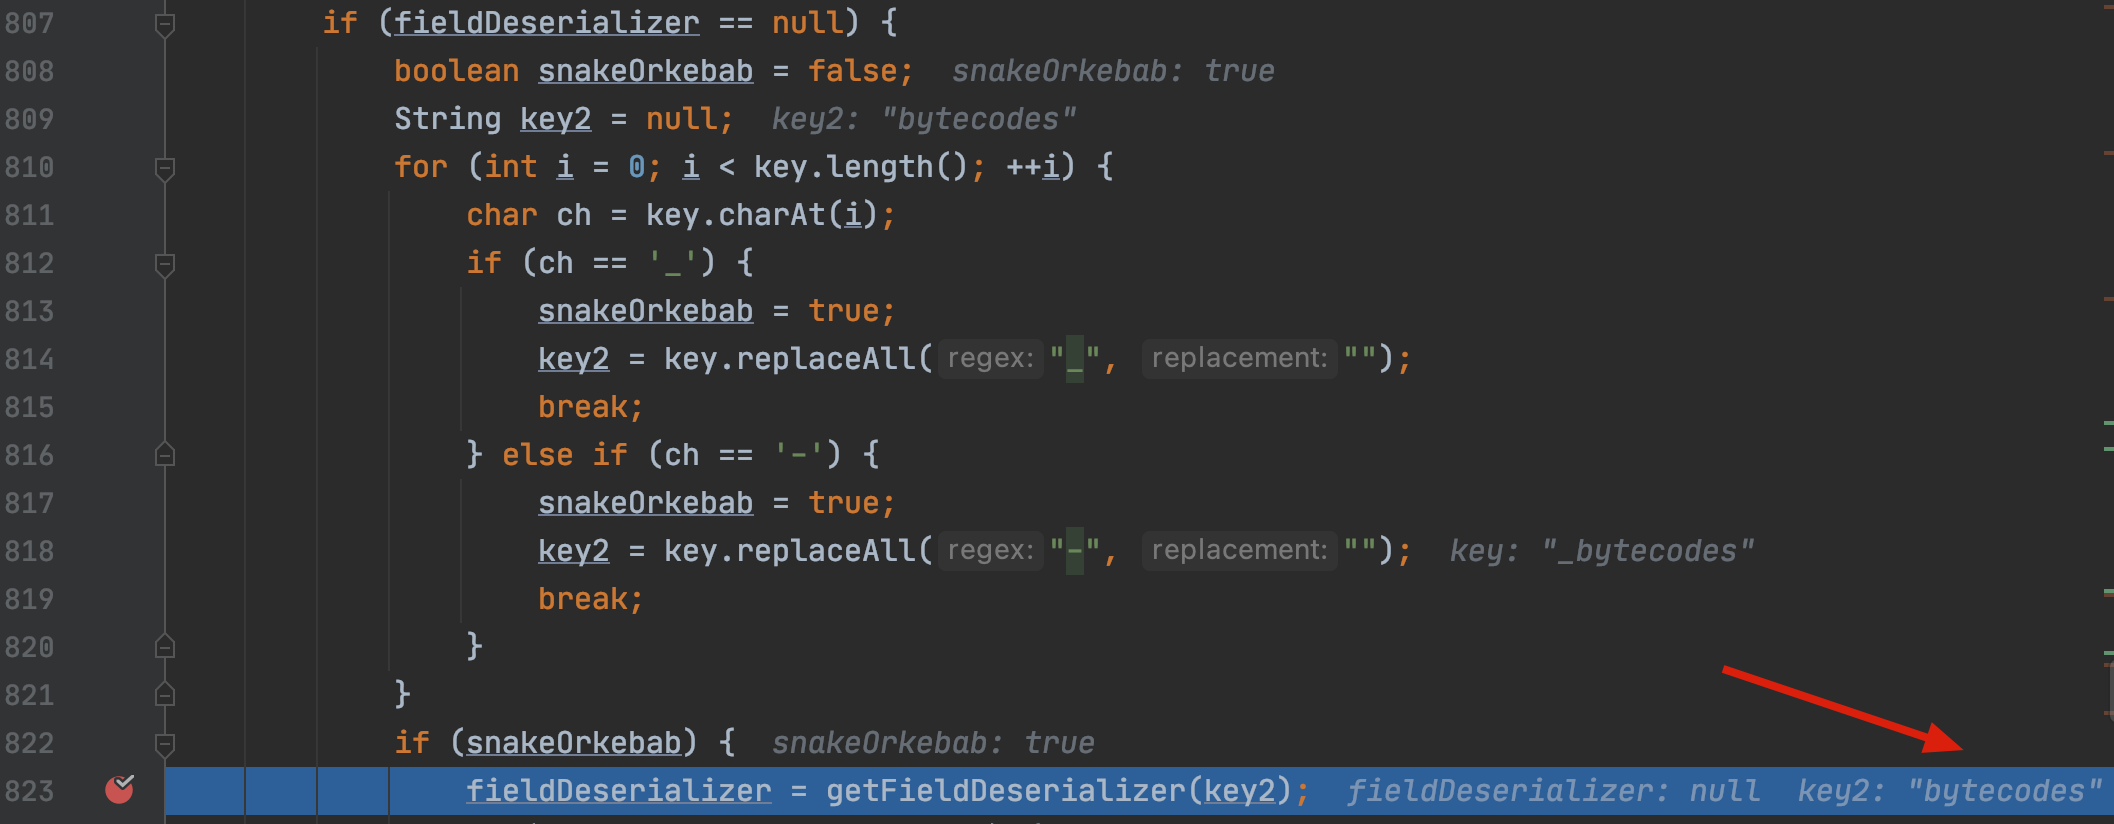 807 if (fieldDeserializer == null) {
808 boolean snakeOrkebab = false; snakeOrkebab: true
809 String key2 = null; key2: "bytecodes"
810 for (int i = 0; i < key.length(); ++i) {
811 char ch = key.charAt(i);
812 if (ch == '_') {
813 snakeOrkebab = true;
814 key2 = key.replaceAll( regex: "_", replacement: "");
815 break;
816 } else if (ch == '-') {
817 snakeOrkebab = true;
818 key2 = key.replaceAll( regex: "-", replacement: ""); key: "_bytecodes"
819 break;
820 }
821 }
822 if (snakeOrkebab) { snakeOrkebab: true
823 fieldDeserializer = getFieldDeserializer(key2); fieldDeserializer: null key2: "bytecodes"